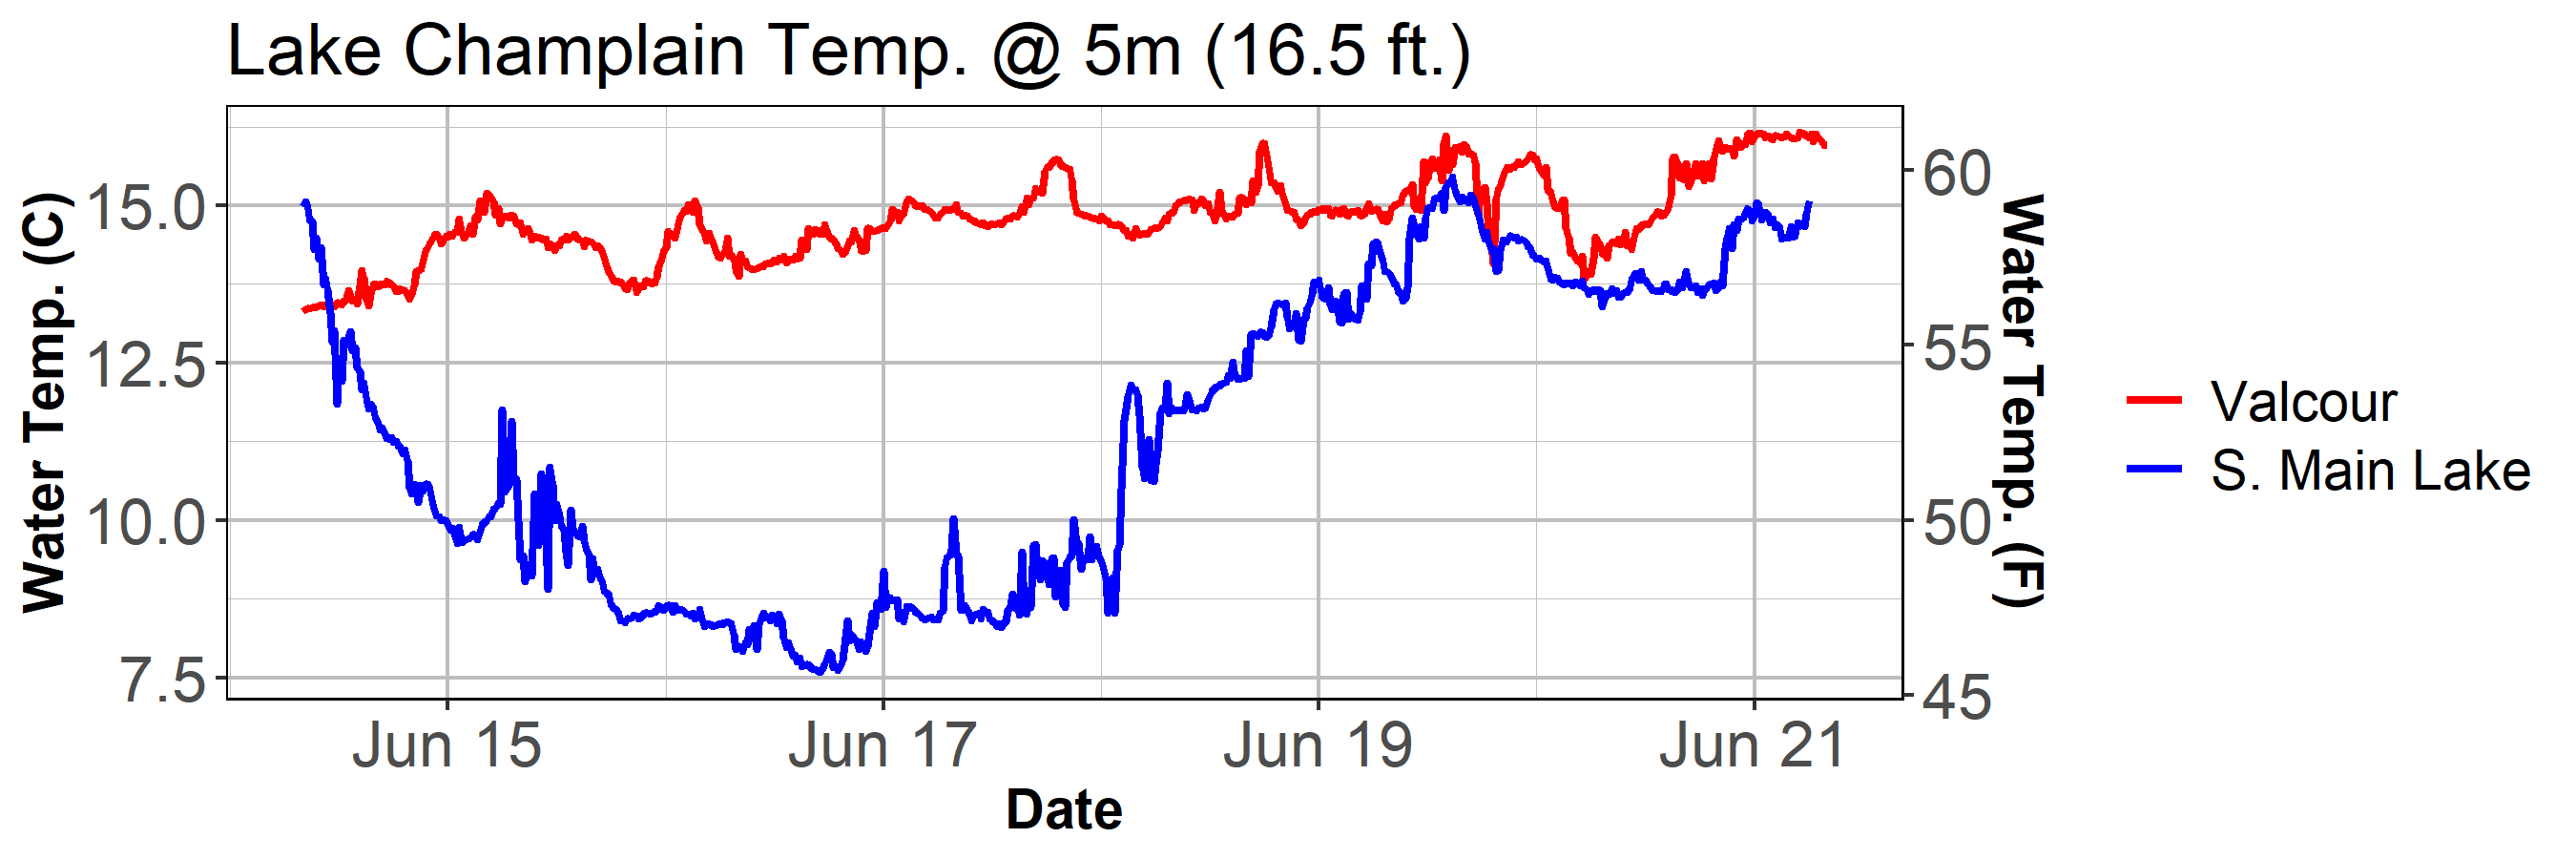 Lake Champlain Temp. @ 5m (16.5 ft.)
Water Temp. (C)
15.0
12.5
10.0
7.5
60
55
50
45
Water Temp. (F)
Jun 15 Jun 17 Jun 19 Jun 21
Date
Valcour
S. Main Lake